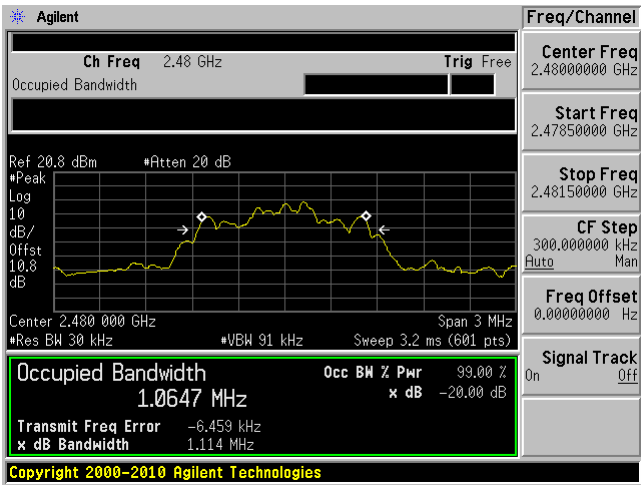 Agilent
Freq/Channel
Ch Freq 2.48 GHz Trig Free
Occupied Bandwidth
Center Freq
2.48000000 GHz
Start Freq
2.47850000 GHz
Stop Freq
2.48150000 GHz
CF Step
300.000000 kHz
Auto Man
Freq Offset
0.00000000 Hz
Signal Track
On Off
Ref 20.8 dBm #Atten 20 dB
#Peak
Log
10
dB/
Offst
10.8
dB
Center 2.480 000 GHz Span 3 MHz
#Res BW 30 kHz #VBW 91 kHz Sweep 3.2 ms (601 pts)
Occupied Bandwidth Occ BW % Pwr 99.00 %
1.0647 MHz x dB -20.00 dB
Transmit Freq Error -6.459 kHz
x dB Bandwidth 1.114 MHz
Copyright 2000-2010 Agilent Technologies